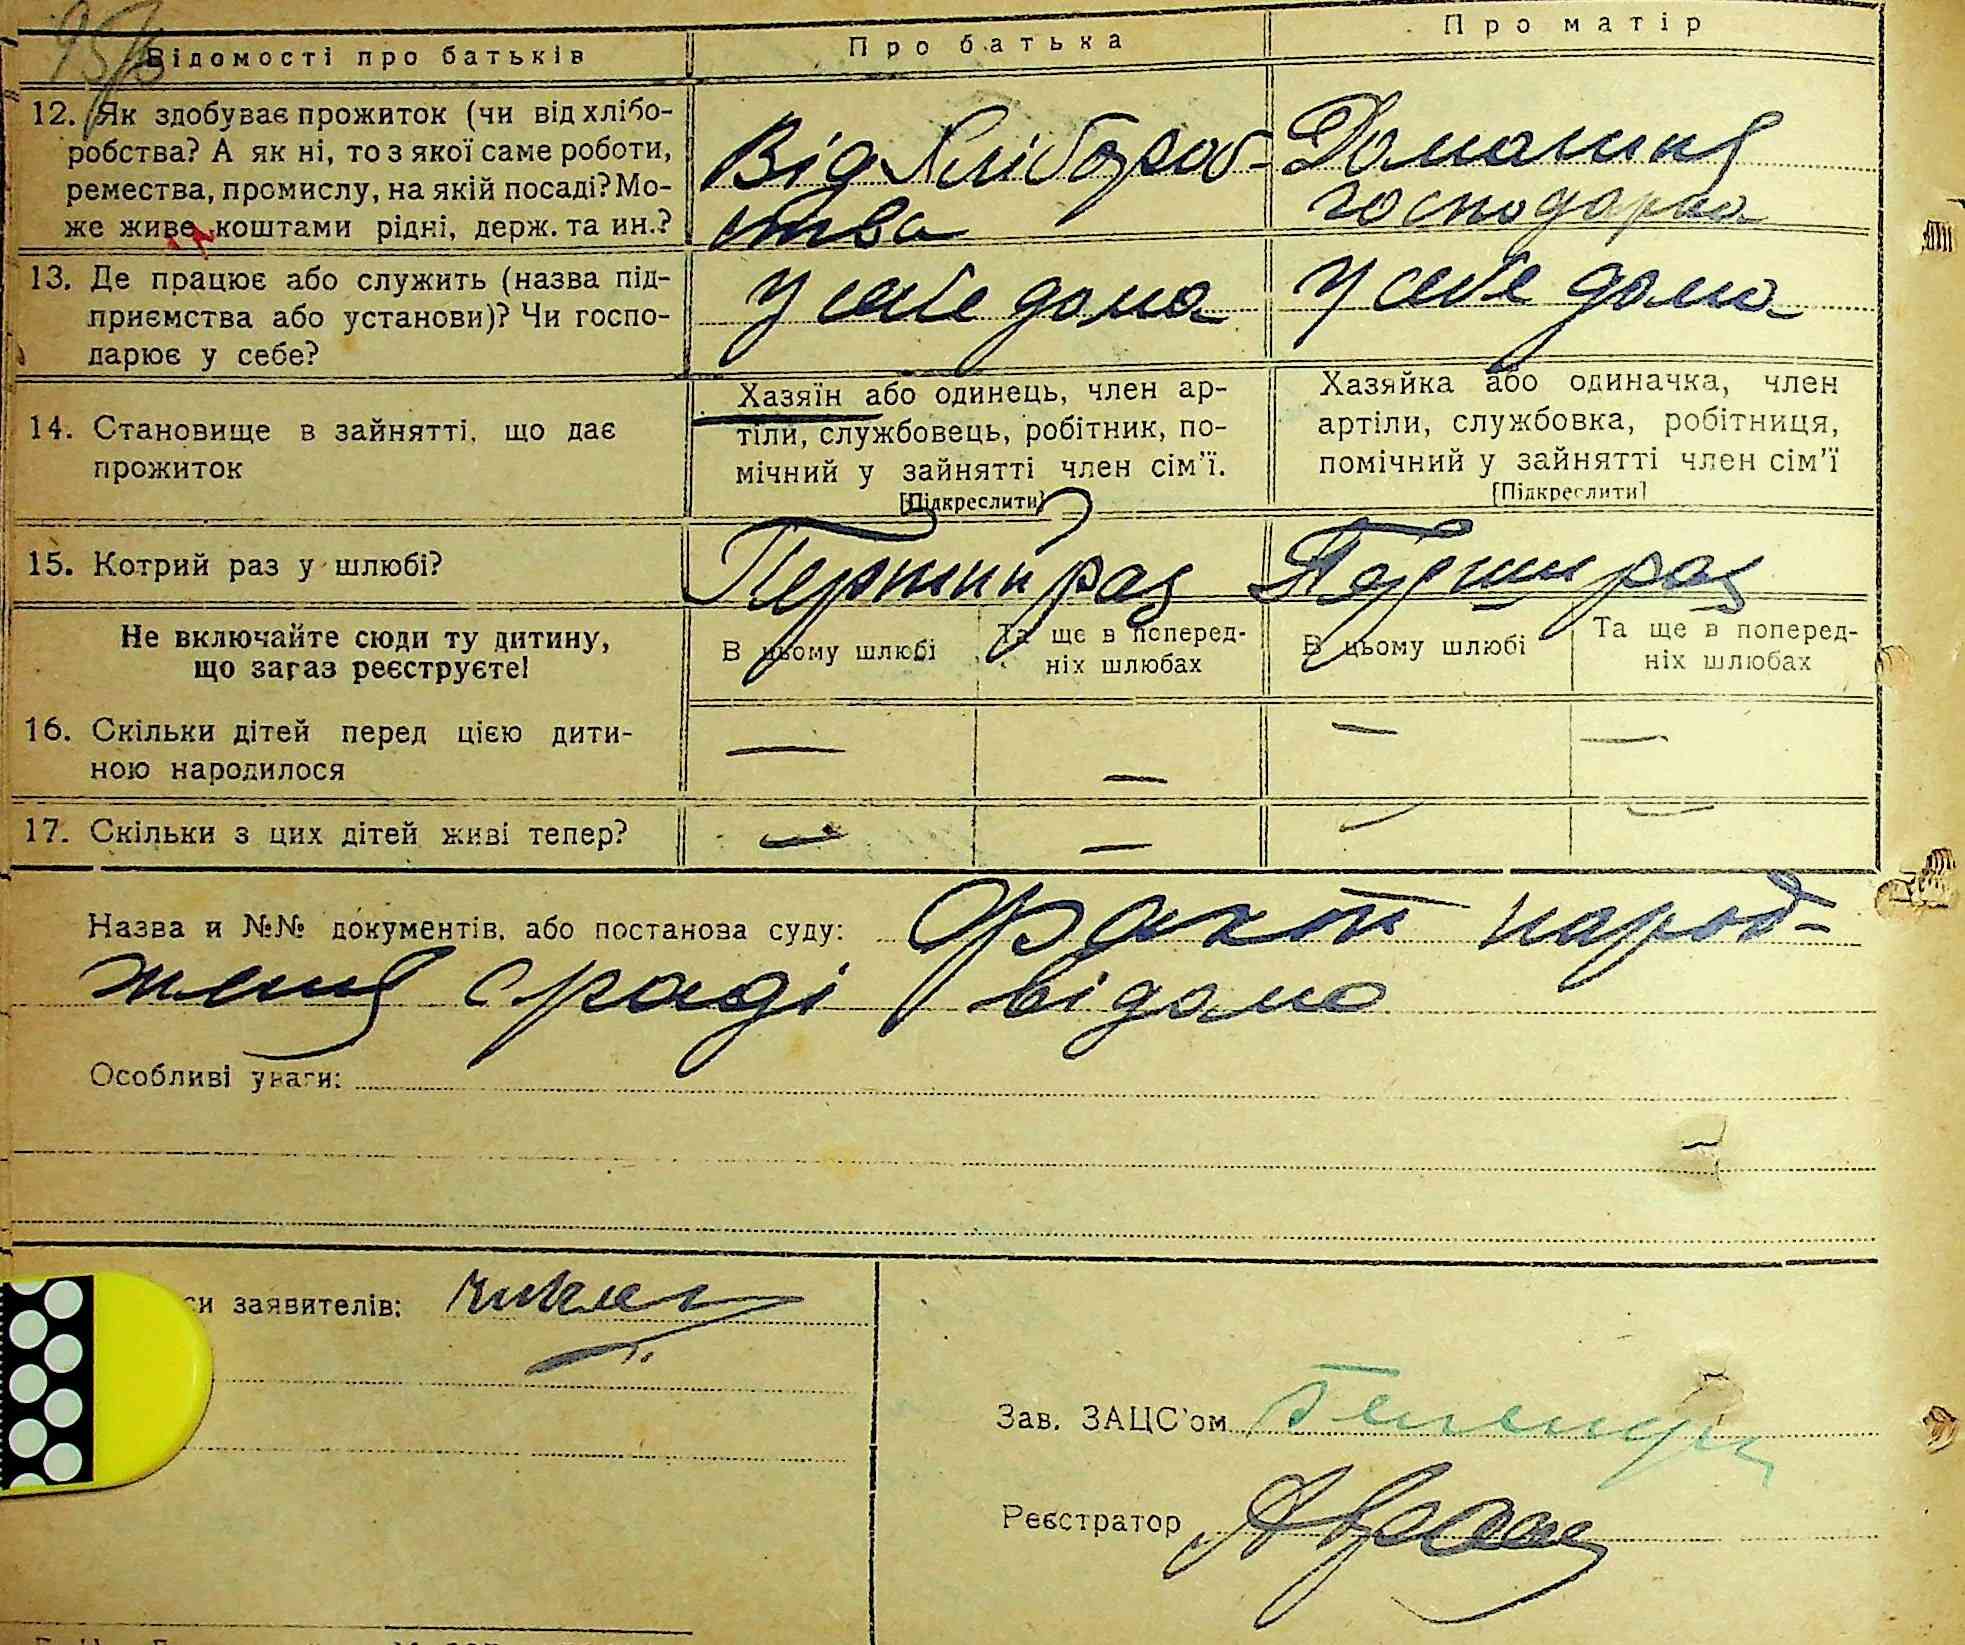 Відомості про батьків
Про батька
Про матір
12. Як здобуває прожиток (чи від хлібо-
робства? А як ні, то з якої саме роботи,
ремества, промислу, на якій посаді? Мо-
же живе коштами рідні, держ. та ин.?
Від хлібороб-
ства
Домашня
господарка
13. Де працює або служить (назва під-
приємства або установи)? Чи госпо-
дарює у себе?
У себе дома
У себе дома
14. Становище в зайнятті, що дає
прожиток
Хазяїн або одинець, член ар-
тіли, службовець, робітник, по-
мічний у зайнятті член сім'ї.
[Підкреслити]
Хазяйка або одиначка, член
артіли, службовка, робітниця,
помічний у зайнятті член сім'ї
[Підкреслити]
15. Котрий раз у шлюбі?
Перший раз
Перший раз
Не включайте сюди ту дитину,
що зараз реєструєте!
В цьому шлюбі
Та ще в поперед-
ніх шлюбах
В цьому шлюбі
Та ще в поперед-
ніх шлюбах
16. Скільки дітей перед цією дити-
ною народилося
—
—
—
—
17. Скільки з цих дітей живі тепер?
—
—
—
—
Назва й №№ документів, або постанова суду: Факт народ-
женя сраді відомо
Особливі уваги:
си заявителів:
Зав. ЗАЦС'ом
Реєстратор